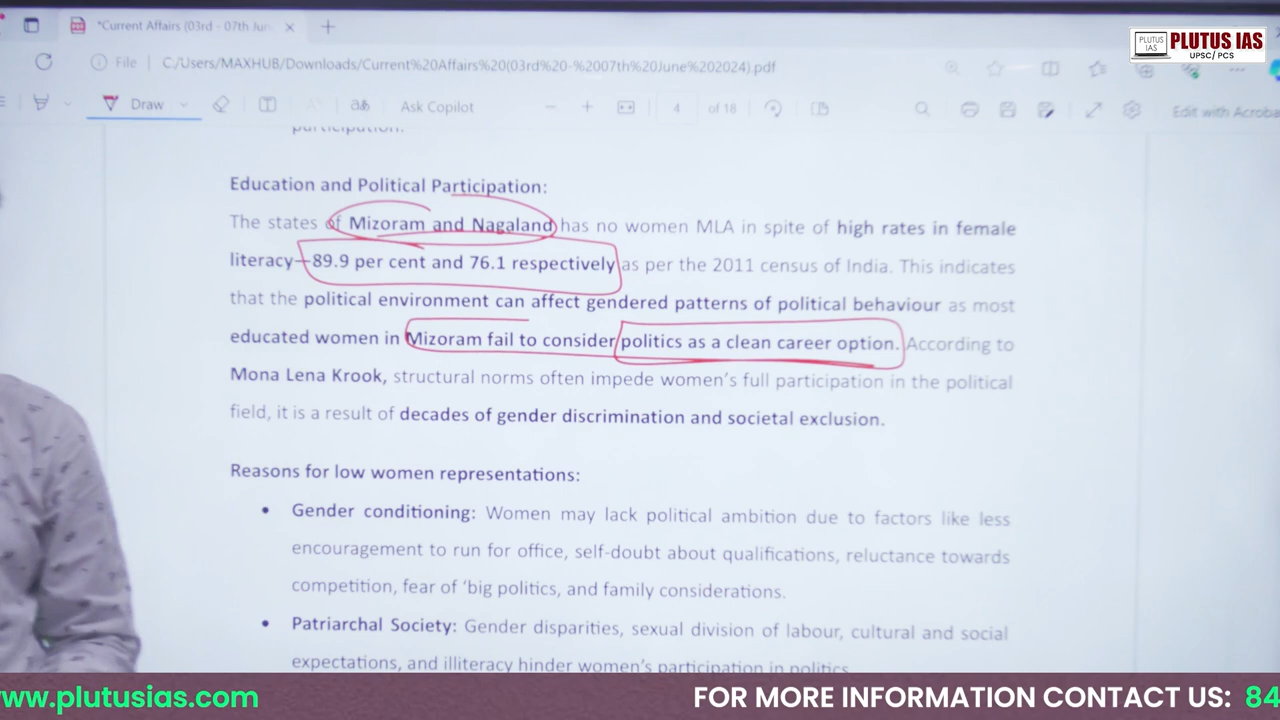 *Current Affairs (03rd - 07th Jun
PLUTUS IAS
PLUTUS IAS
UPSC/ PCS
File | C:/Users/MAXHUB/Downloads/Current%20 %20-%2007th%20June%202024).pdf
Draw
Ask Copilot
4 of 18
Edit with Acroba
participation.
Education and Political Participation:
The states of Mizoram and Nagaland has no women MLA in spite of high rates in female
literacy—89.9 per cent and 76.1 respectively as per the 2011 census of India. This indicates
that the political environment can affect gendered patterns of political behaviour as most
educated women in Mizoram fail to consider politics as a clean career option. According to
Mona Lena Krook, structural norms often impede women's full participation in the political
field, it is a result of decades of gender discrimination and societal exclusion.
Reasons for low women representations:
• Gender conditioning: Women may lack political ambition due to factors like less
encouragement to run for office, self-doubt about qualifications, reluctance towards
competition, fear of 'big politics, and family considerations.
• Patriarchal Society: Gender disparities, sexual division of labour, cultural and social
expectations, and illiteracy hinder women's participation in politics.
www.plutusias.com
FOR MORE INFORMATION CONTACT US: 84